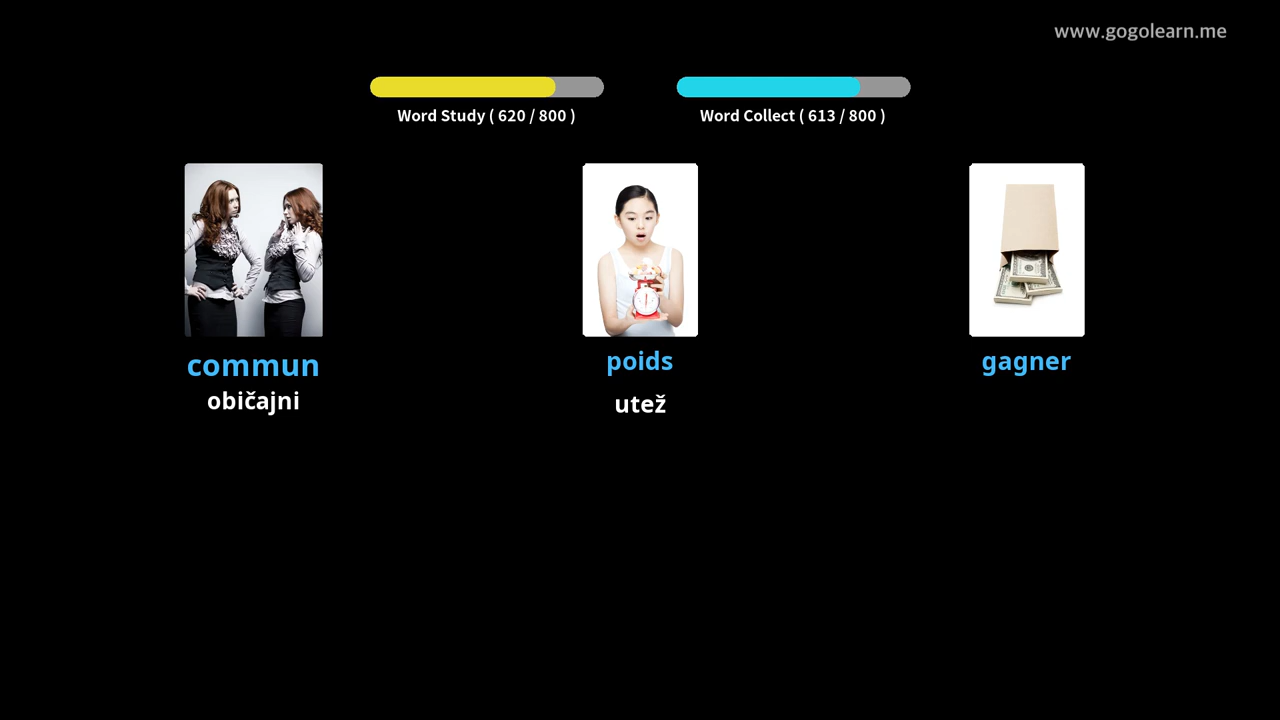 www.gogolearn.me
Word Study ( 620 / 800 )
Word Collect ( 613 / 800 )
commun
običajni
poids
utež
gagner